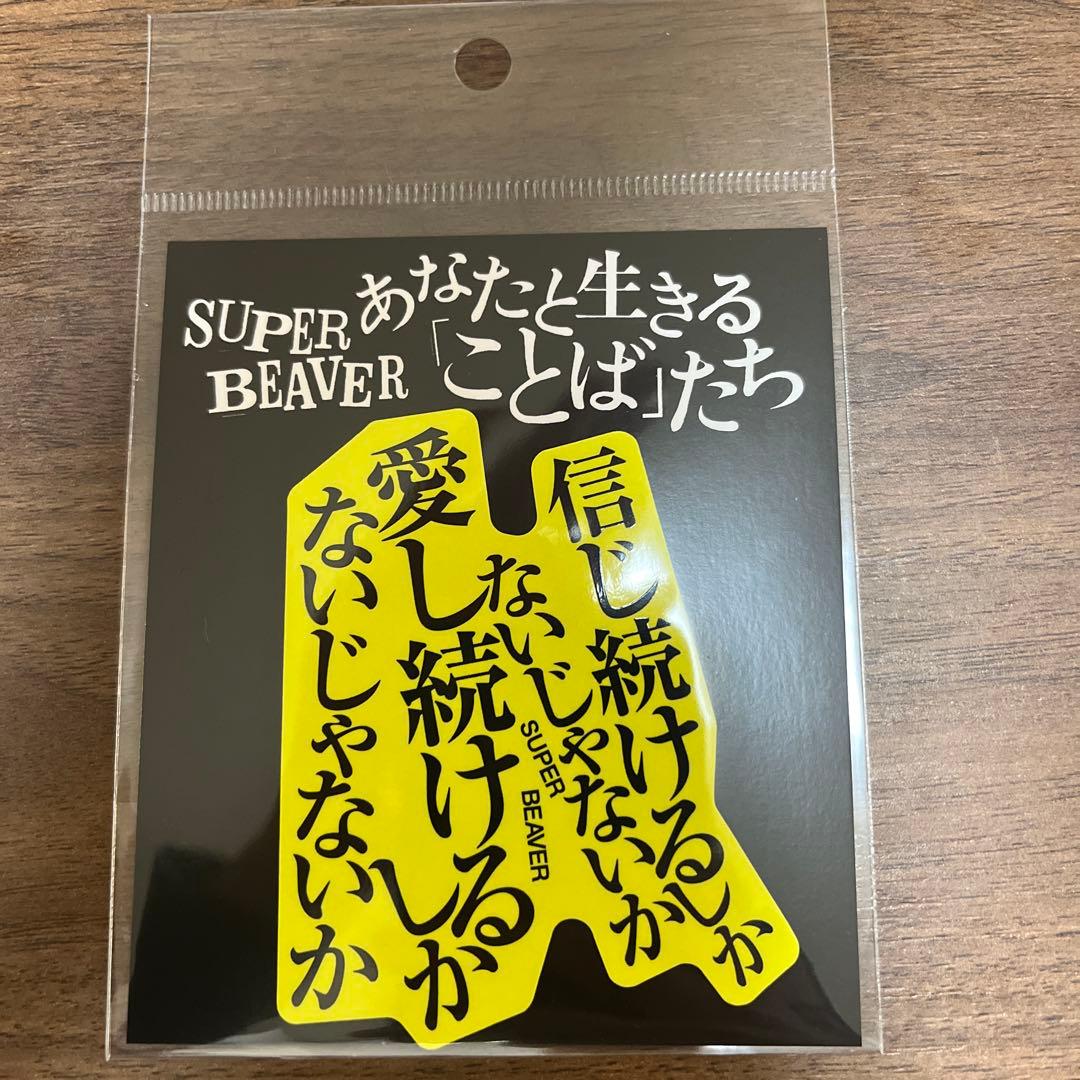 SUPER
BEAVER
あなたと生きる
「ことば」たち
信じ続けるしか
ないじゃないか
愛し続けるしか
ないじゃないか
SUPER
BEAVER